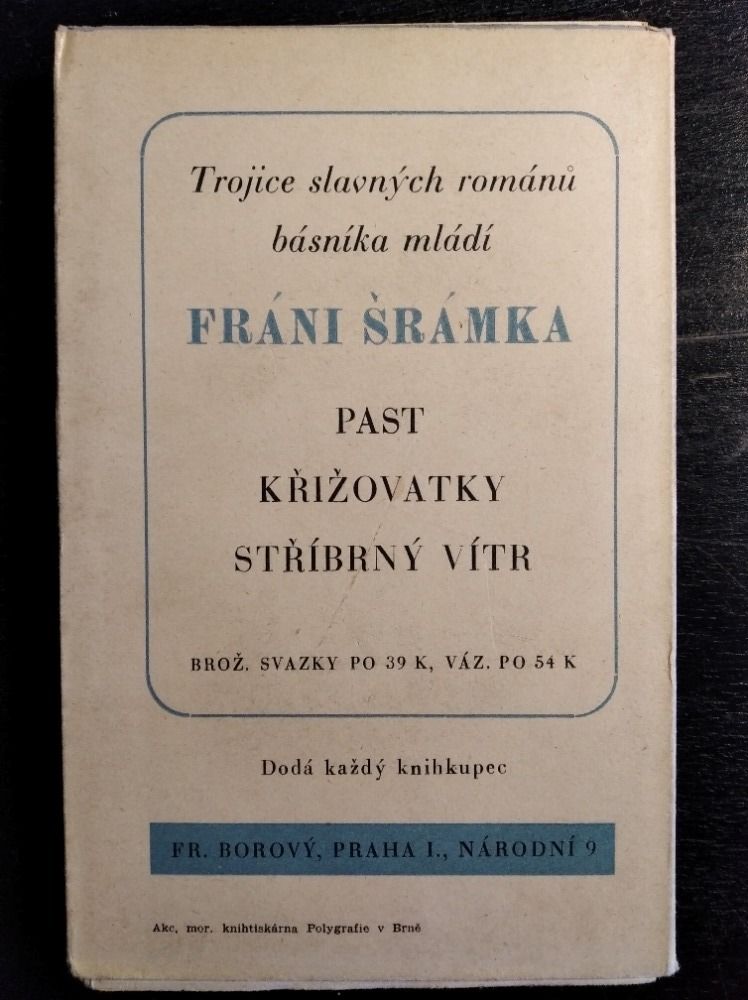 Trojice slavných románů
básníka mládí
FRÁNI ŠRÁMKA
PAST
KŘIŽOVATKY
STŘÍBRNÝ VÍTR
BROŽ. SVAZKY PO 39 K, VÁZ. PO 54 K
Dodá každý knihkupec
FR. BOROVÝ, PRAHA I., NÁRODNÍ 9
Akc. mor. knihtiskárna Polygrafie v Brně